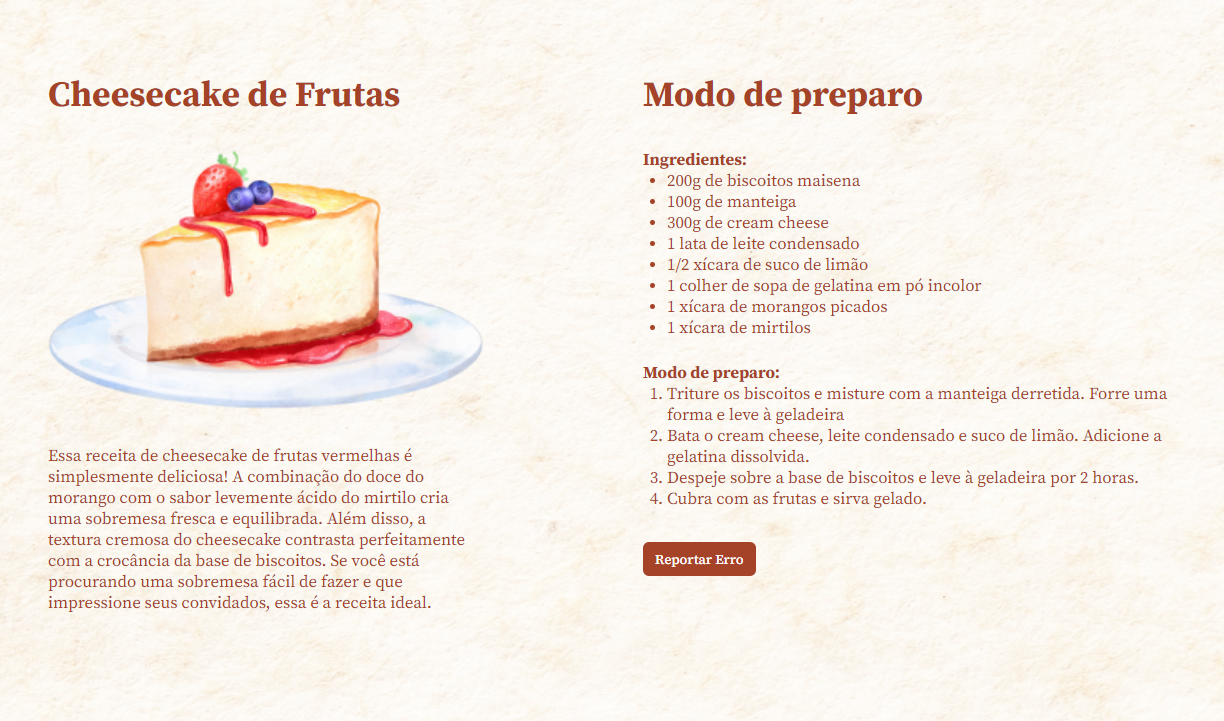 Cheesecake de Frutas
Essa receita de cheesecake de frutas vermelhas é
simplesmente deliciosa! A combinação do doce do
morango com o sabor levemente ácido do mirtilo cria
uma sobremesa fresca e equilibrada. Além disso, a
textura cremosa do cheesecake contrasta perfeitamente
com a crocância da base de biscoitos. Se você está
procurando uma sobremesa fácil de fazer e que
impressione seus convidados, essa é a receita ideal.
Modo de preparo
Ingredientes:
• 200g de biscoitos maisena
• 100g de manteiga
• 300g de cream cheese
• 1 lata de leite condensado
• 1/2 xícara de suco de limão
• 1 colher de sopa de gelatina em pó incolor
• 1 xícara de morangos picados
• 1 xícara de mirtilos
Modo de preparo:
1. Triture os biscoitos e misture com a manteiga derretida. Forre uma
forma e leve à geladeira
2. Bata o cream cheese, leite condensado e suco de limão. Adicione a
gelatina dissolvida.
3. Despeje sobre a base de biscoitos e leve à geladeira por 2 horas.
4. Cubra com as frutas e sirva gelado.
Reportar Erro